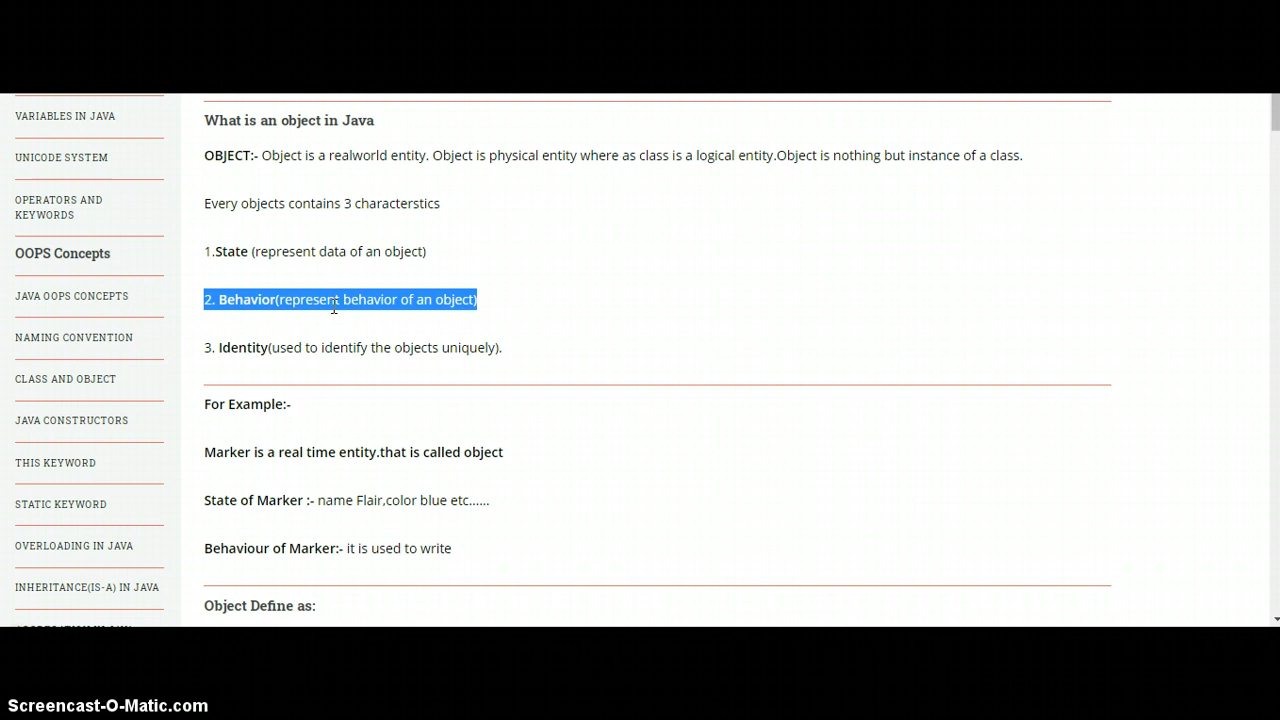 VARIABLES IN JAVA
UNICODE SYSTEM
OPERATORS AND
KEYWORDS
OOPS Concepts
JAVA OOPS CONCEPTS
NAMING CONVENTION
CLASS AND OBJECT
JAVA CONSTRUCTORS
THIS KEYWORD
STATIC KEYWORD
OVERLOADING IN JAVA
INHERITANCE(IS-A) IN JAVA
What is an object in Java
OBJECT:- Object is a realworld entity. Object is physical entity where as class is a logical entity.Object is nothing but instance of a class.
Every objects contains 3 characterstics
1.State (represent data of an object)
2. Behavior(represent behavior of an object)
3. Identity(used to identify the objects uniquely).
For Example:-
Marker is a real time entity.that is called object
State of Marker :- name Flair,color blue etc......
Behaviour of Marker:- it is used to write
Object Define as:
Screencast-O-Matic.com